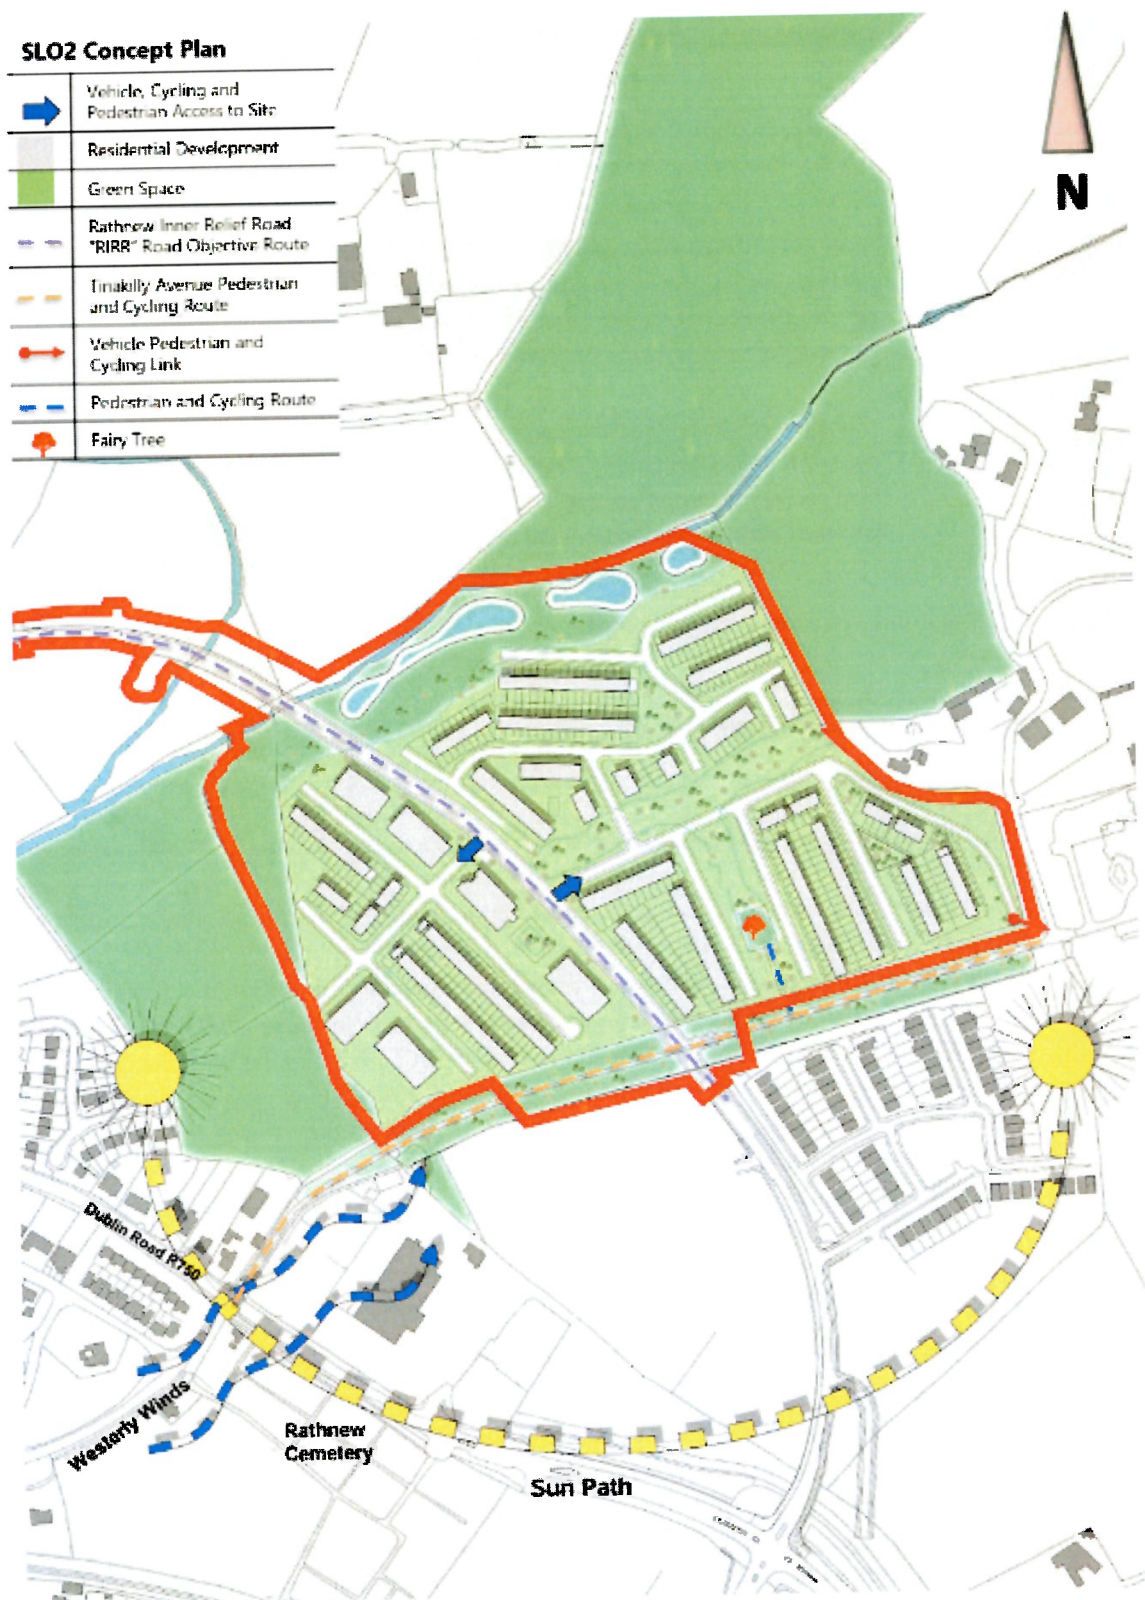 SLO2 Concept Plan
Vehicle, Cycling and
Pedestrian Access to Site
Residential Development
Green Space
Rathnew Inner Relief Road
"RIRR" Road Objective Route
Tinakilly Avenue Pedestrian
and Cycling Route
Vehicle Pedestrian and
Cycling Link
Pedestrian and Cycling Route
Fairy Tree
N
Dublin Road R750
Westerly Winds
Rathnew
Cemetery
Sun Path